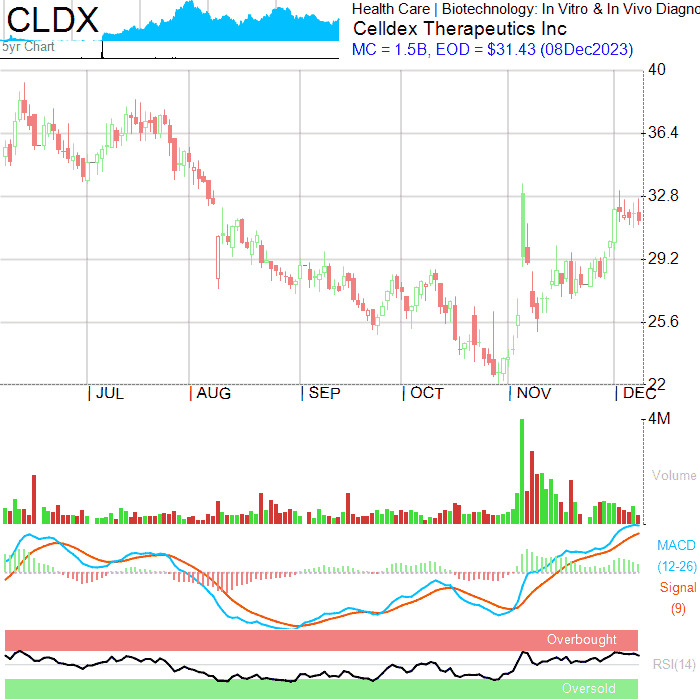 CLDX
5yr Chart
Health Care | Biotechnology: In Vitro & In Vivo Diagno
Celldex Therapeutics Inc
MC = 1.5B, EOD = $31.43 (08Dec2023)
40
36.4
32.8
29.2
25.6
22
JUL AUG SEP OCT NOV DEC
4M
Volume
MACD
(12-26)
Signal
(9)
Overbought
RSI(14)
Oversold